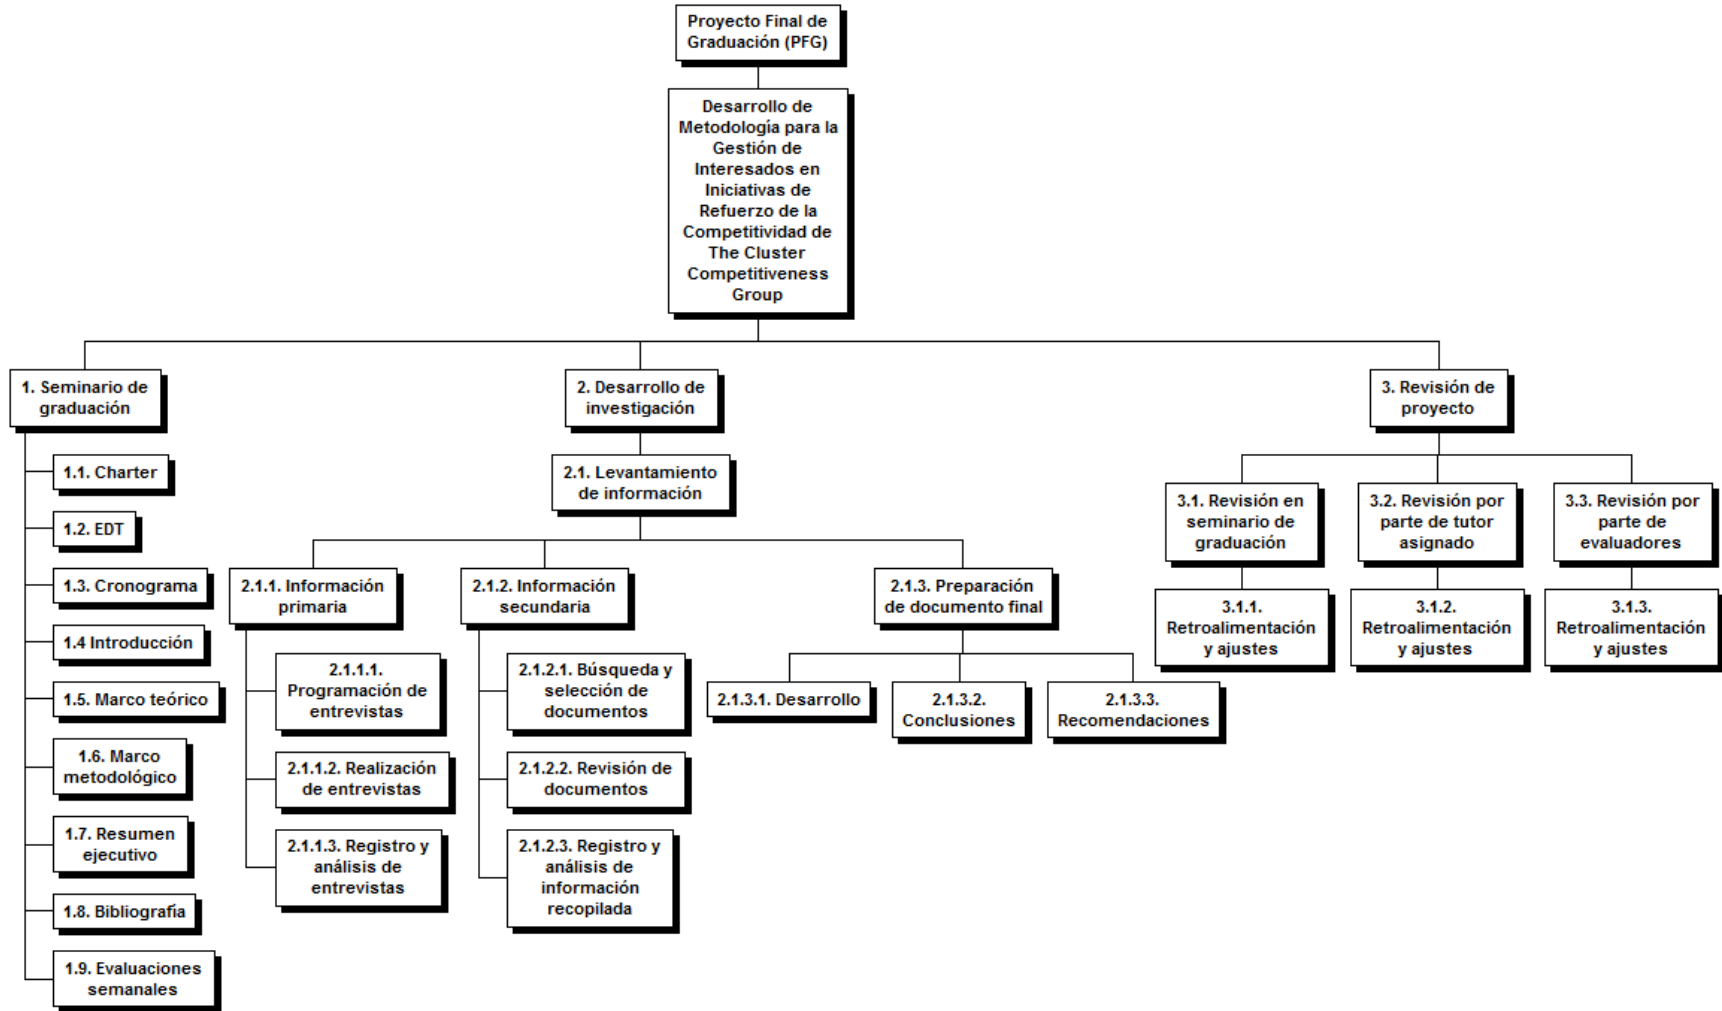 Proyecto Final de
Graduación (PFG)
Desarrollo de
Metodología para la
Gestión de
Interesados en
Iniciativas de
Refuerzo de la
Competitividad de
The Cluster
Competitiveness
Group
1. Seminario de
graduación
1.1. Charter
1.2. EDT
1.3. Cronograma
1.4 Introducción
1.5. Marco teórico
1.6. Marco
metodológico
1.7. Resumen
ejecutivo
1.8. Bibliografía
1.9. Evaluaciones
semanales
2. Desarrollo de
investigación
2.1. Levantamiento
de información
2.1.1. Información
primaria
2.1.1.1.
Programación de
entrevistas
2.1.1.2. Realización
de entrevistas
2.1.1.3. Registro y
análisis de
entrevistas
2.1.2. Información
secundaria
2.1.2.1. Búsqueda y
selección de
documentos
2.1.2.2. Revisión de
documentos
2.1.2.3. Registro y
análisis de
información
recopilada
2.1.3. Preparación
de documento final
2.1.3.1. Desarrollo
2.1.3.2.
Conclusiones
2.1.3.3.
Recomendaciones
3. Revisión de
proyecto
3.1. Revisión en
seminario de
graduación
3.1.1.
Retroalimentación
y ajustes
3.2. Revisión por
parte de tutor
asignado
3.1.2.
Retroalimentación
y ajustes
3.3. Revisión por
parte de
evaluadores
3.1.3.
Retroalimentación
y ajustes